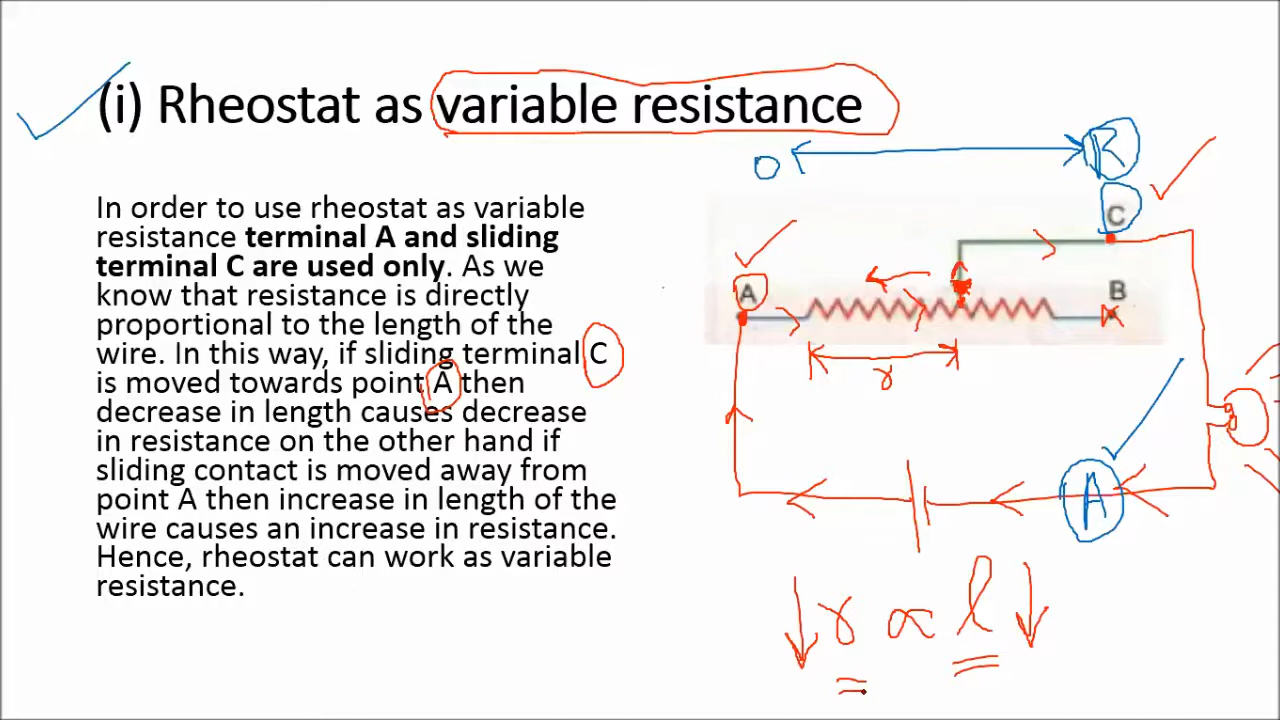 (i) Rheostat as variable resistance
In order to use rheostat as variable
resistance terminal A and sliding
terminal C are used only. As we
know that resistance is directly
proportional to the length of the
wire. In this way, if sliding terminal C
is moved towards point A then
decrease in length causes decrease
in resistance on the other hand if
sliding contact is moved away from
point A then increase in length of the
wire causes an increase in resistance.
Hence, rheostat can work as variable
resistance.
0 R
C
A
B
r
A
r ∝ l